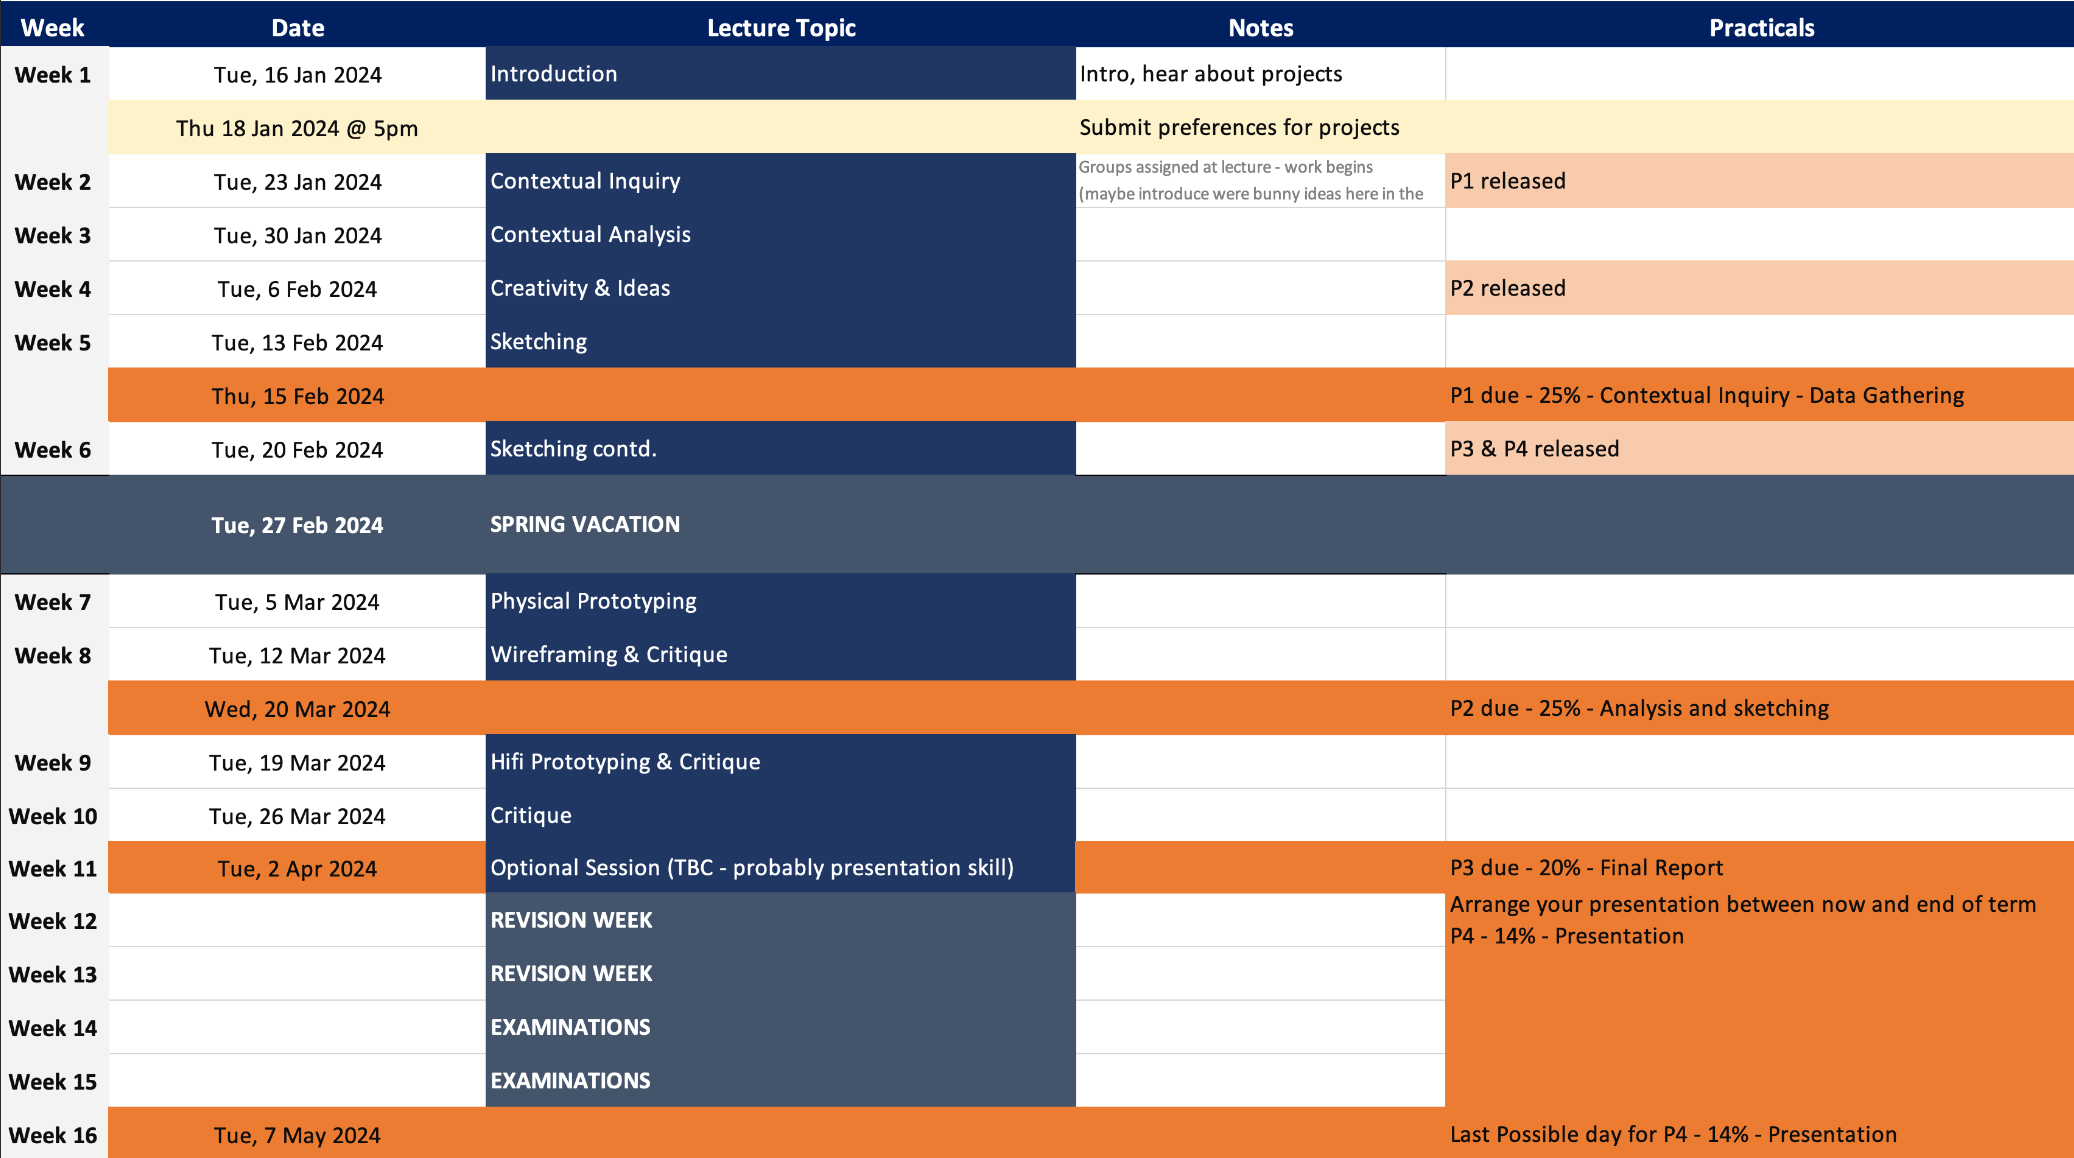 Week Date Lecture Topic Notes Practicals
Week 1 Tue, 16 Jan 2024 Introduction Intro, hear about projects
Thu 18 Jan 2024 @ 5pm Submit preferences for projects
Week 2 Tue, 23 Jan 2024 Contextual Inquiry Groups assigned at lecture - work begins P1 released
(maybe introduce were bunny ideas here in the
Week 3 Tue, 30 Jan 2024 Contextual Analysis
Week 4 Tue, 6 Feb 2024 Creativity & Ideas P2 released
Week 5 Tue, 13 Feb 2024 Sketching
Thu, 15 Feb 2024 P1 due - 25% - Contextual Inquiry - Data Gathering
Week 6 Tue, 20 Feb 2024 Sketching contd. P3 & P4 released
Tue, 27 Feb 2024 SPRING VACATION
Week 7 Tue, 5 Mar 2024 Physical Prototyping
Week 8 Tue, 12 Mar 2024 Wireframing & Critique
Wed, 20 Mar 2024 P2 due - 25% - Analysis and sketching
Week 9 Tue, 19 Mar 2024 Hifi Prototyping & Critique
Week 10 Tue, 26 Mar 2024 Critique
Week 11 Tue, 2 Apr 2024 Optional Session (TBC - probably presentation skill) P3 due - 20% - Final Report
Week 12 REVISION WEEK Arrange your presentation between now and end of term
P4 - 14% - Presentation
Week 13 REVISION WEEK
Week 14 EXAMINATIONS
Week 15 EXAMINATIONS
Week 16 Tue, 7 May 2024 Last Possible day for P4 - 14% - Presentation